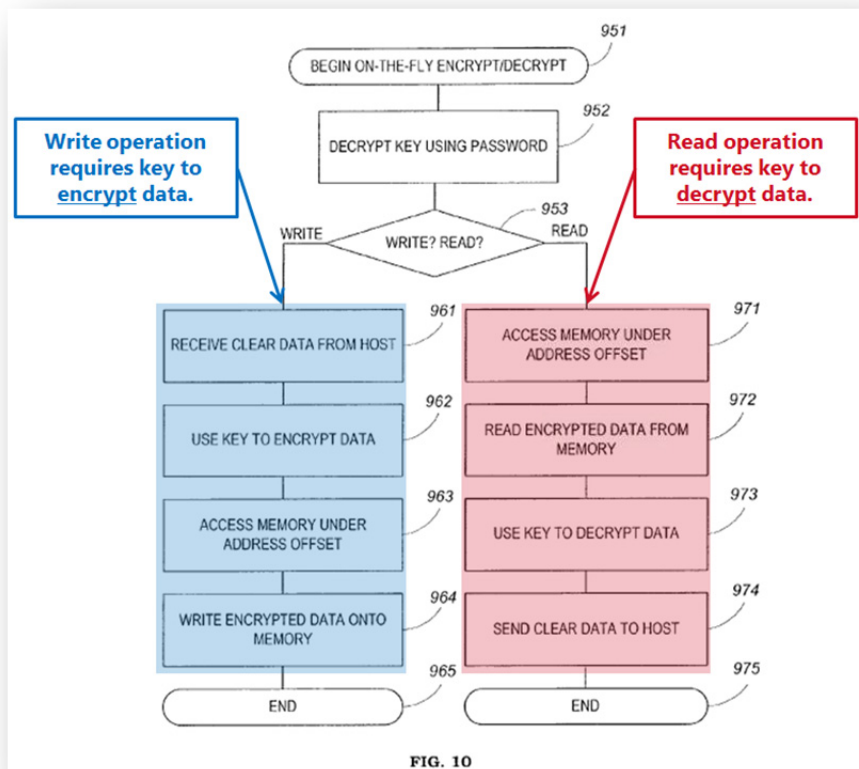 951
BEGIN ON-THE-FLY ENCRYPT/DECRYPT
952
DECRYPT KEY USING PASSWORD
Write operation
requires key to
encrypt data.
Read operation
requires key to
decrypt data.
953
WRITE
WRITE? READ?
READ
961
RECEIVE CLEAR DATA FROM HOST
962
USE KEY TO ENCRYPT DATA
963
ACCESS MEMORY UNDER
ADDRESS OFFSET
964
WRITE ENCRYPTED DATA ONTO
MEMORY
965
END
971
ACCESS MEMORY UNDER
ADDRESS OFFSET
972
READ ENCRYPTED DATA FROM
MEMORY
973
USE KEY TO DECRYPT DATA
974
SEND CLEAR DATA TO HOST
975
END
FIG. 10